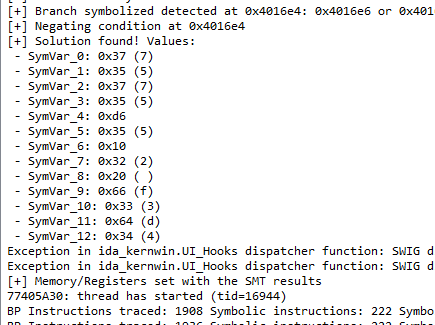 [+] Branch symbolized detected at 0x4016e4: 0x4016e6 or 0x401
[+] Negating condition at 0x4016e4
[+] Solution found! Values:
- SymVar_0: 0x37 (7)
- SymVar_1: 0x35 (5)
- SymVar_2: 0x37 (7)
- SymVar_3: 0x35 (5)
- SymVar_4: 0xd6
- SymVar_5: 0x35 (5)
- SymVar_6: 0x10
- SymVar_7: 0x32 (2)
- SymVar_8: 0x20 ( )
- SymVar_9: 0x66 (f)
- SymVar_10: 0x33 (3)
- SymVar_11: 0x64 (d)
- SymVar_12: 0x34 (4)
Exception in ida_kernwin.UI_Hooks dispatcher function: SWIG d
Exception in ida_kernwin.UI_Hooks dispatcher function: SWIG d
[+] Memory/Registers set with the SMT results
77405A30: thread has started (tid=16944)
BP Instructions traced: 1908 Symbolic instructions: 222 Symbo